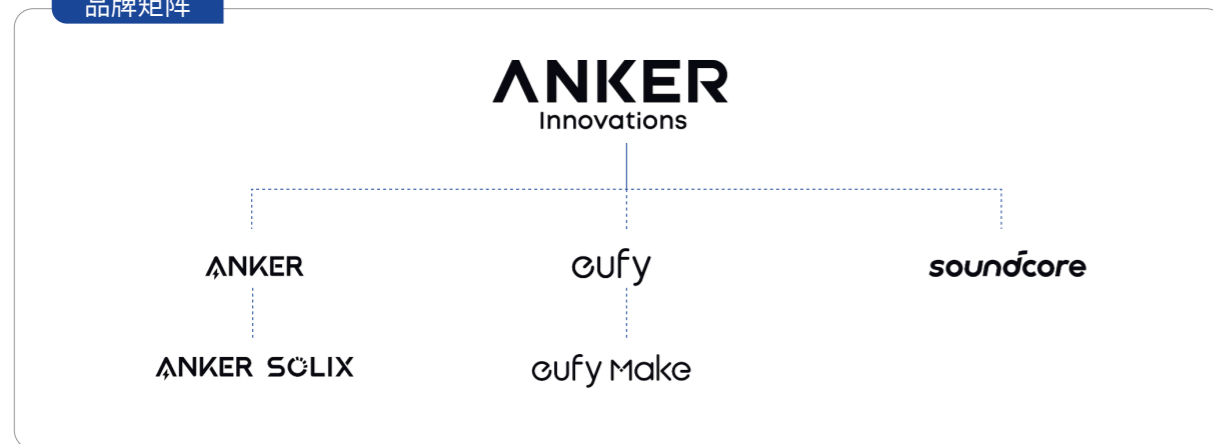 品牌矩阵
ANKER
Innovations
ANKER
eufy
soundcore
ANKER SOLIX
eufy Make